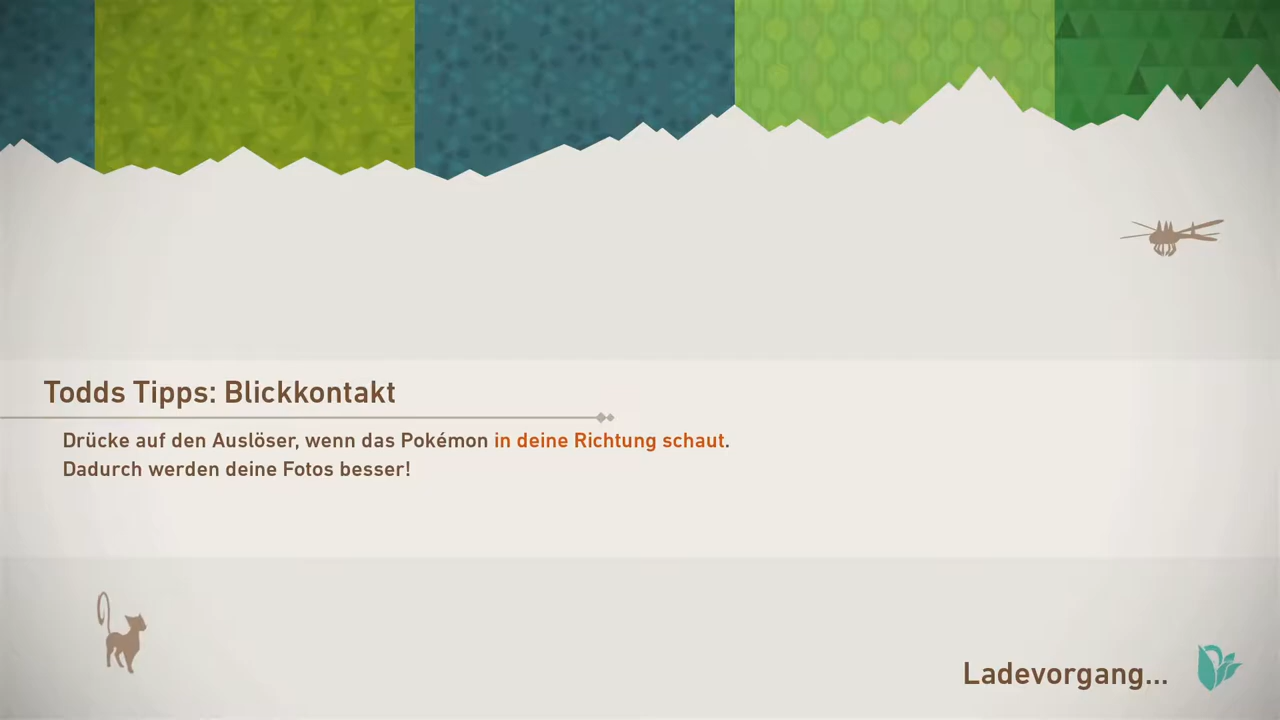 Todds Tipps: Blickkontakt
Drücke auf den Auslöser, wenn das Pokémon in deine Richtung schaut.
Dadurch werden deine Fotos besser!
Ladevorgang...